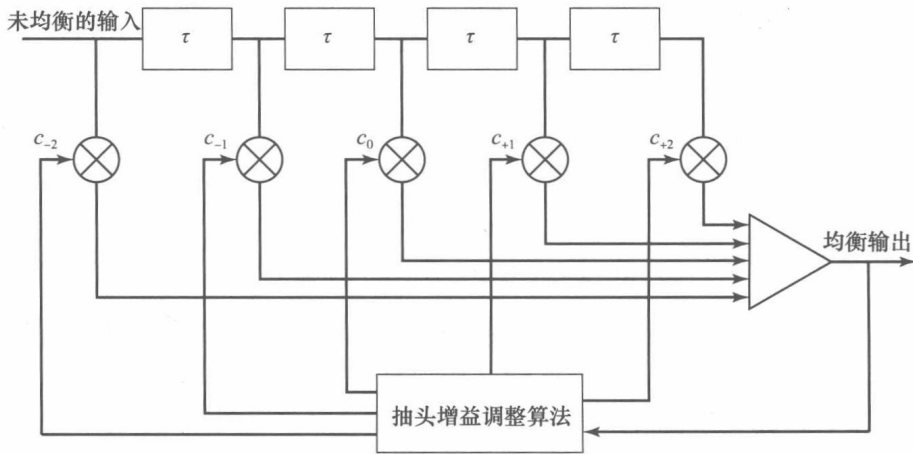 未均衡的输入
τ
τ
τ
τ
c₋₂
c₋₁
c₀
c₊₁
c₊₂
均衡输出
抽头增益调整算法